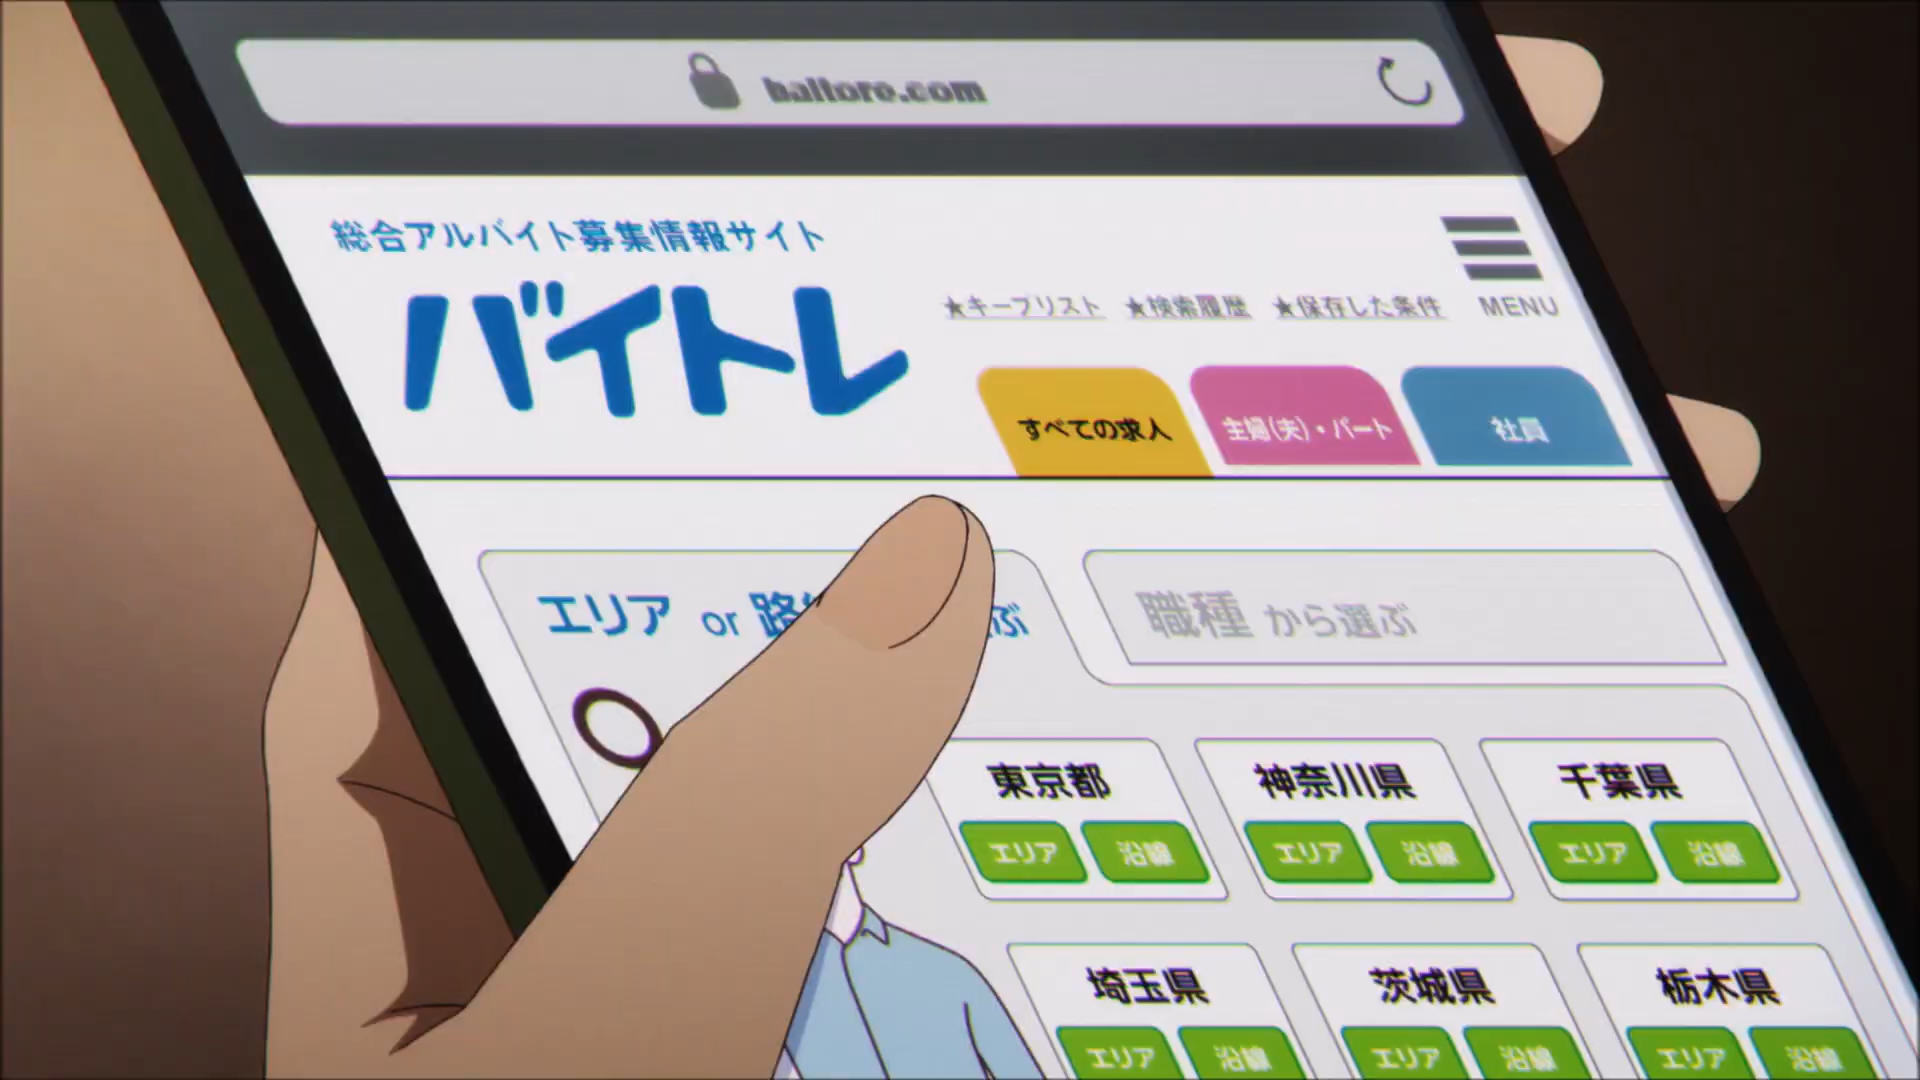 baitore.com
総合アルバイト募集情報サイト
バイトレ
★キープリスト ★検索履歴 ★保存した条件 MENU
すべての求人 主婦(夫)・パート 社員
エリア or 路 ぶ
職種 から選ぶ
東京都 神奈川県 千葉県
エリア 沿線 エリア 沿線 エリア 沿線
埼玉県 茨城県 栃木県
エリア 沿線 エリア 沿線 エリア 沿線